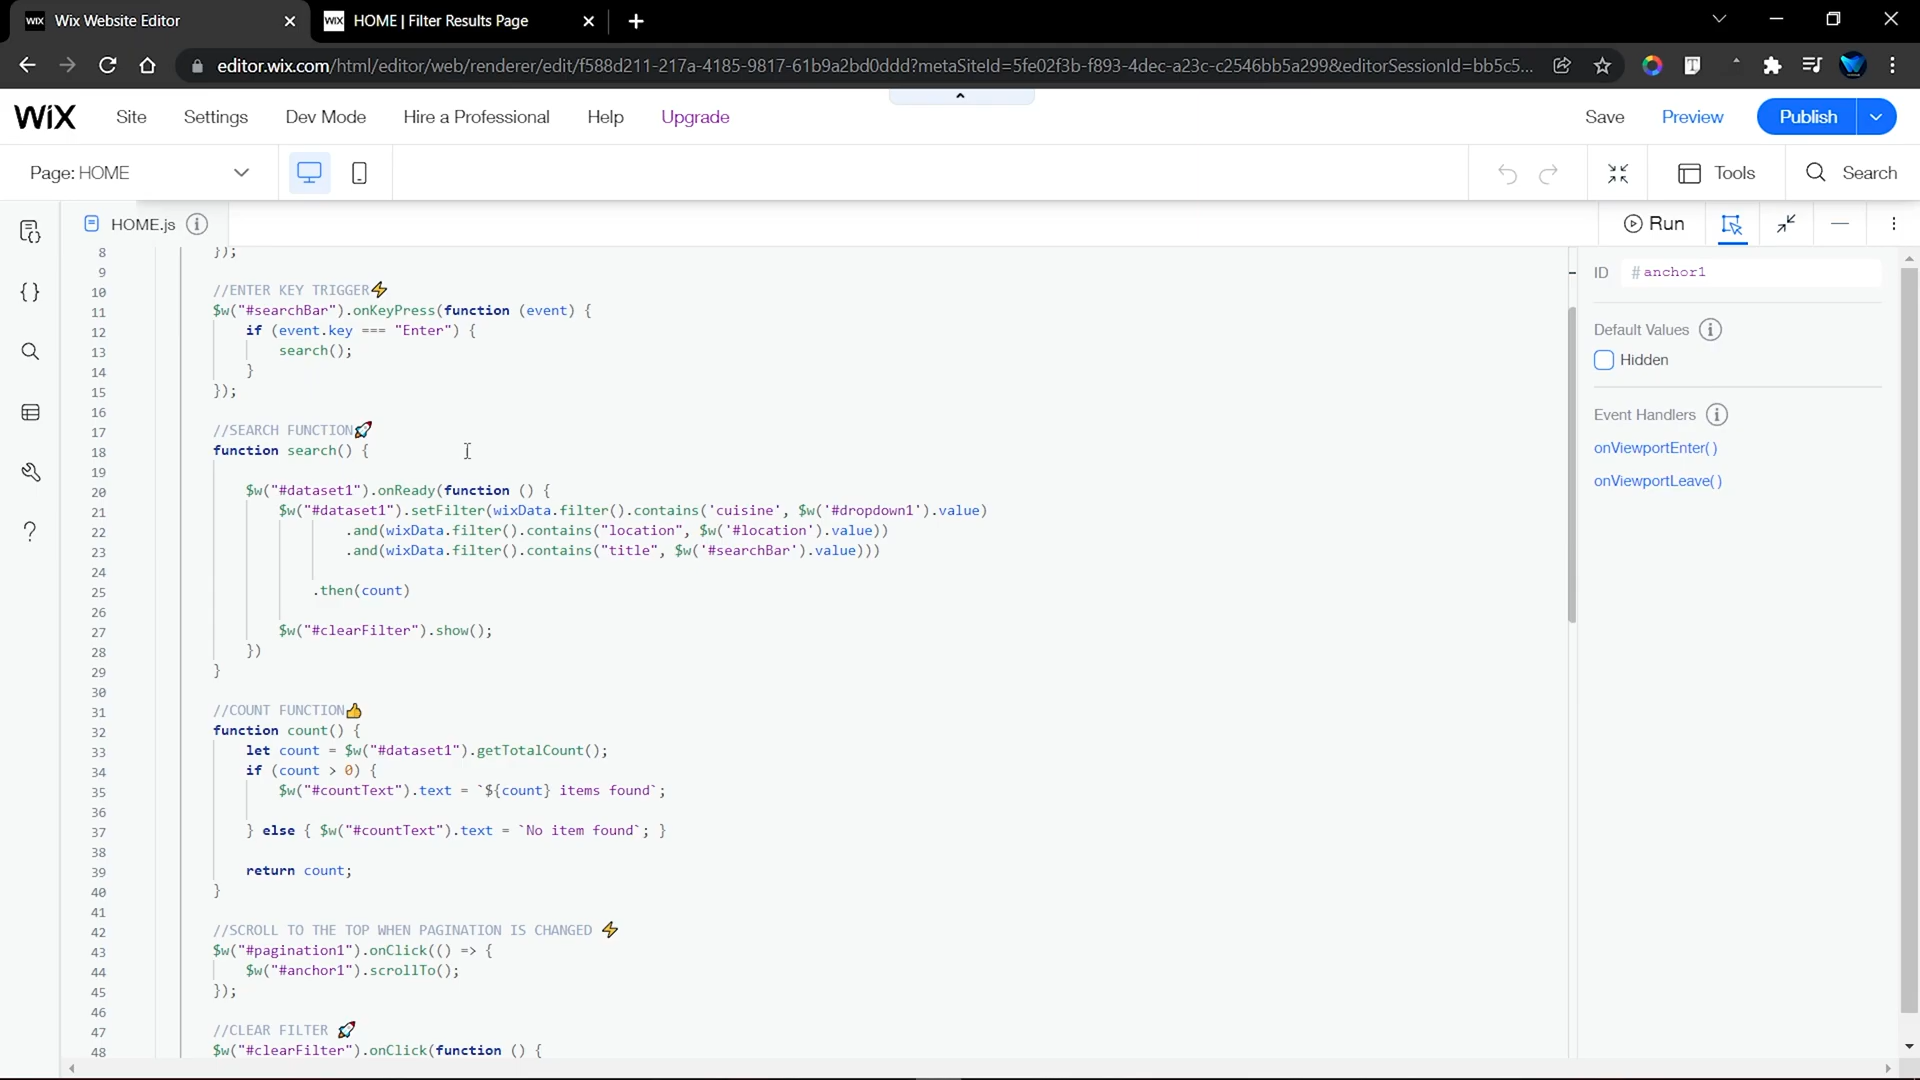 WiX Wix Website Editor
WiX HOME | Filter Results Page
editor.wix.com/html/editor/web/renderer/edit/f588d211-217a-4185-9817-61b9a2bd0ddd?metaSiteId=5fe02f3b-f893-4dec-a23c-c2546bb5a299&editorSessionId=bb5c5...
WiX Site Settings Dev Mode Hire a Professional Help Upgrade Save Preview Publish
Page: HOME Tools Search
HOME.js Run
8 });
9
10 //ENTER KEY TRIGGER⚡
11 $w("#searchBar").onKeyPress(function (event) {
12 if (event.key === "Enter") {
13 search();
14 }
15 });
16
17 //SEARCH FUNCTION🚀
18 function search() {
19
20 $w("#dataset1").onReady(function () {
21 $w("#dataset1").setFilter(wixData.filter().contains('cuisine', $w('#dropdown1').value)
22 .and(wixData.filter().contains("location", $w('#location').value))
23 .and(wixData.filter().contains("title", $w('#searchBar').value)))
24
25 .then(count)
26
27 $w("#clearFilter").show();
28 })
29 }
30
31 //COUNT FUNCTION👍
32 function count() {
33 let count = $w("#dataset1").getTotalCount();
34 if (count > 0) {
35 $w("#countText").text = `${count} items found`;
36
37 } else { $w("#countText").text = `No item found`; }
38
39 return count;
40 }
41
42 //SCROLL TO THE TOP WHEN PAGINATION IS CHANGED ⚡
43 $w("#pagination1").onClick(() => {
44 $w("#anchor1").scrollTo();
45 });
46
47 //CLEAR FILTER 🚀
48 $w("#clearFilter").onClick(function () {
ID #anchor1
Default Values
Hidden
Event Handlers
onViewportEnter()
onViewportLeave()